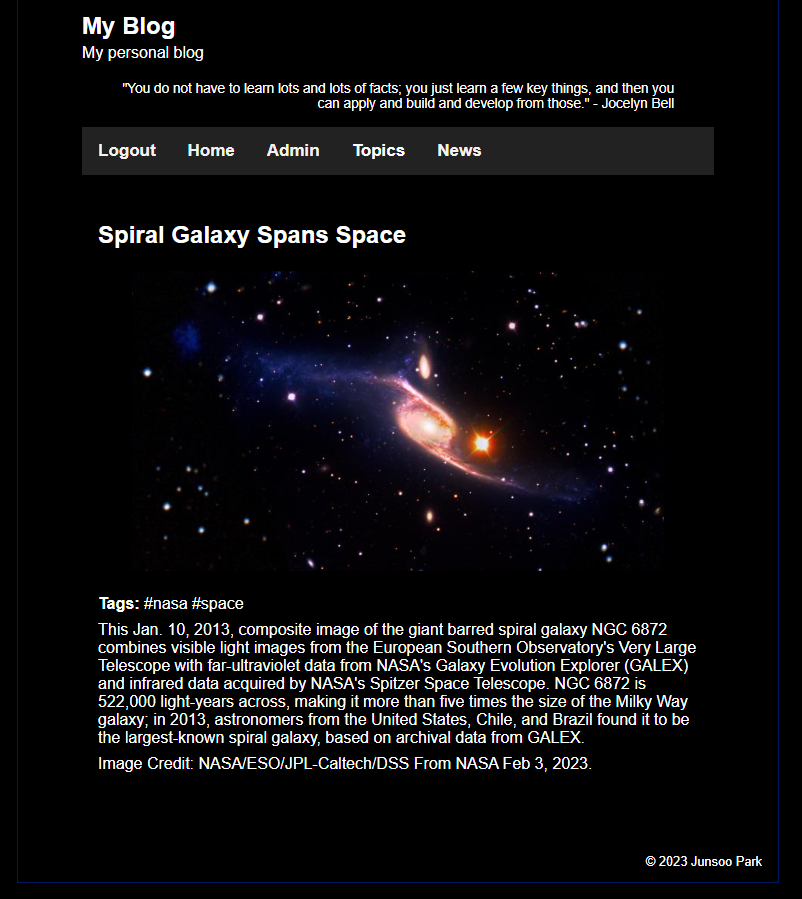 My Blog
My personal blog
"You do not have to learn lots and lots of facts; you just learn a few key things, and then you
can apply and build and develop from those." - Jocelyn Bell
Logout Home Admin Topics News
Spiral Galaxy Spans Space
Tags: #nasa #space
This Jan. 10, 2013, composite image of the giant barred spiral galaxy NGC 6872
combines visible light images from the European Southern Observatory's Very Large
Telescope with far-ultraviolet data from NASA's Galaxy Evolution Explorer (GALEX)
and infrared data acquired by NASA's Spitzer Space Telescope. NGC 6872 is
522,000 light-years across, making it more than five times the size of the Milky Way
galaxy; in 2013, astronomers from the United States, Chile, and Brazil found it to be
the largest-known spiral galaxy, based on archival data from GALEX.
Image Credit: NASA/ESO/JPL-Caltech/DSS From NASA Feb 3, 2023.
© 2023 Junsoo Park